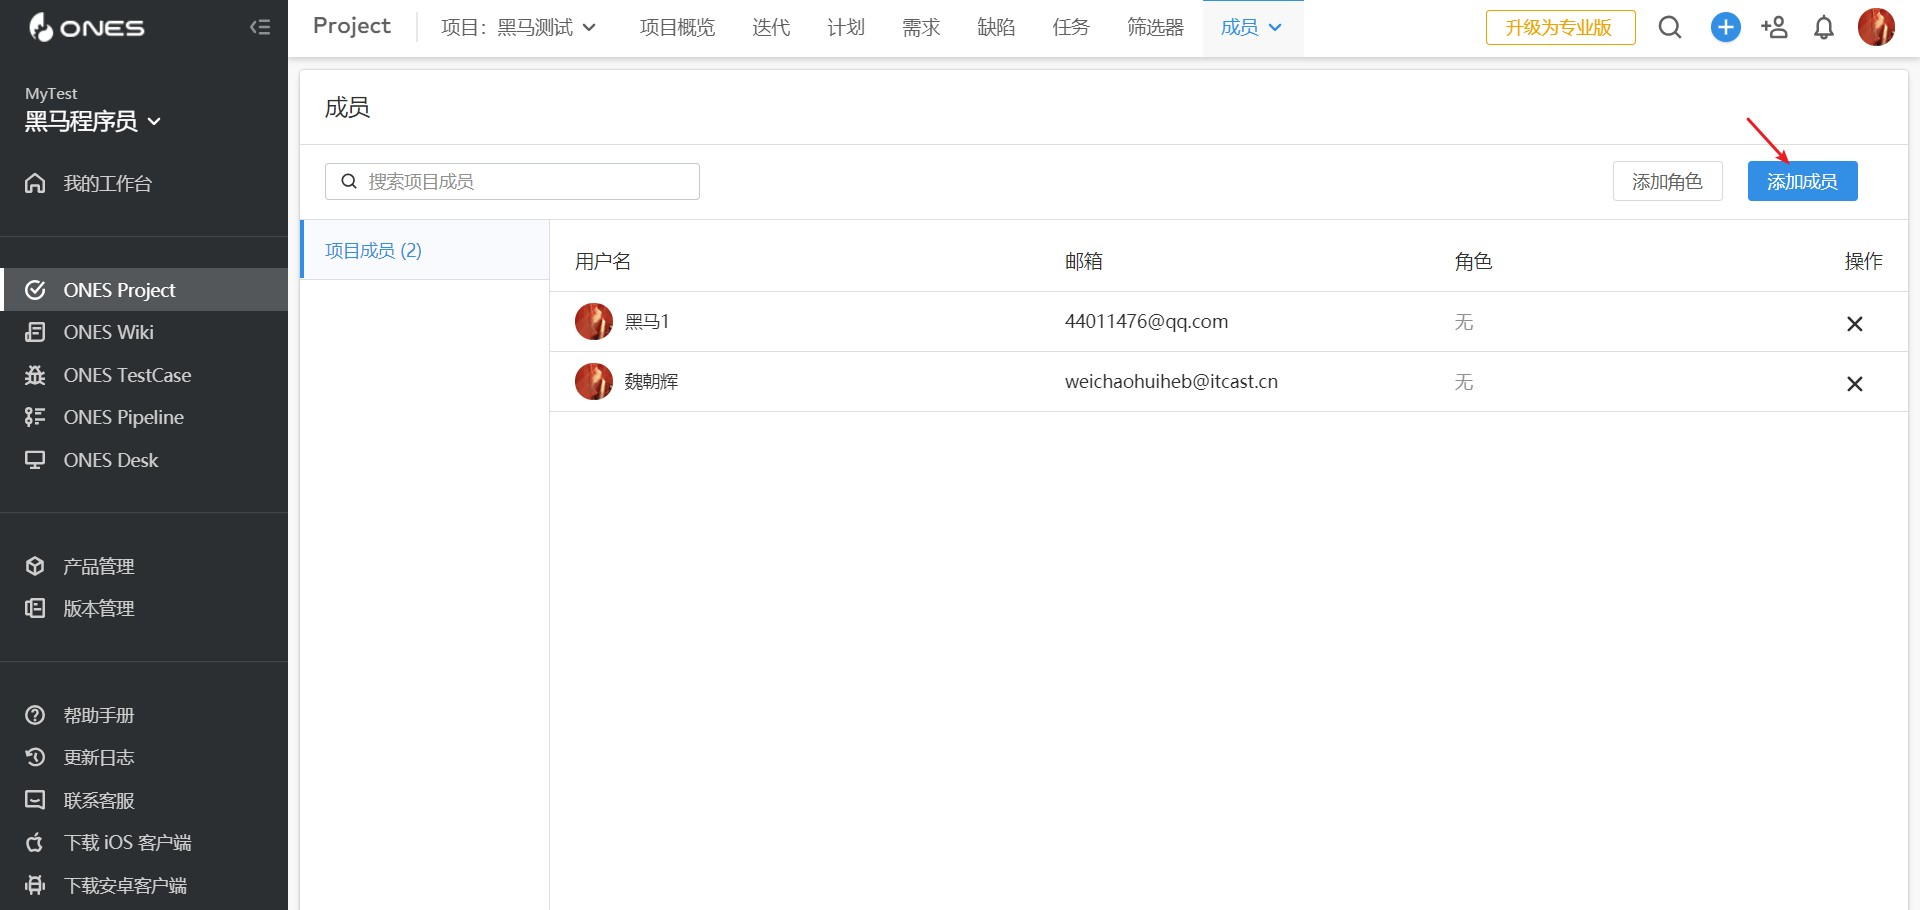 ONES
MyTest
黑马程序员
我的工作台
ONES Project
ONES Wiki
ONES TestCase
ONES Pipeline
ONES Desk
产品管理
版本管理
帮助手册
更新日志
联系客服
下载 iOS 客户端
下载安卓客户端
Project 项目：黑马测试 项目概览 迭代 计划 需求 缺陷 任务 筛选器 成员 升级为专业版
成员
搜索项目成员 添加角色 添加成员
项目成员 (2)
用户名 邮箱 角色 操作
黑马1 44011476@qq.com 无
魏朝辉 weichaohuiheb@itcast.cn 无